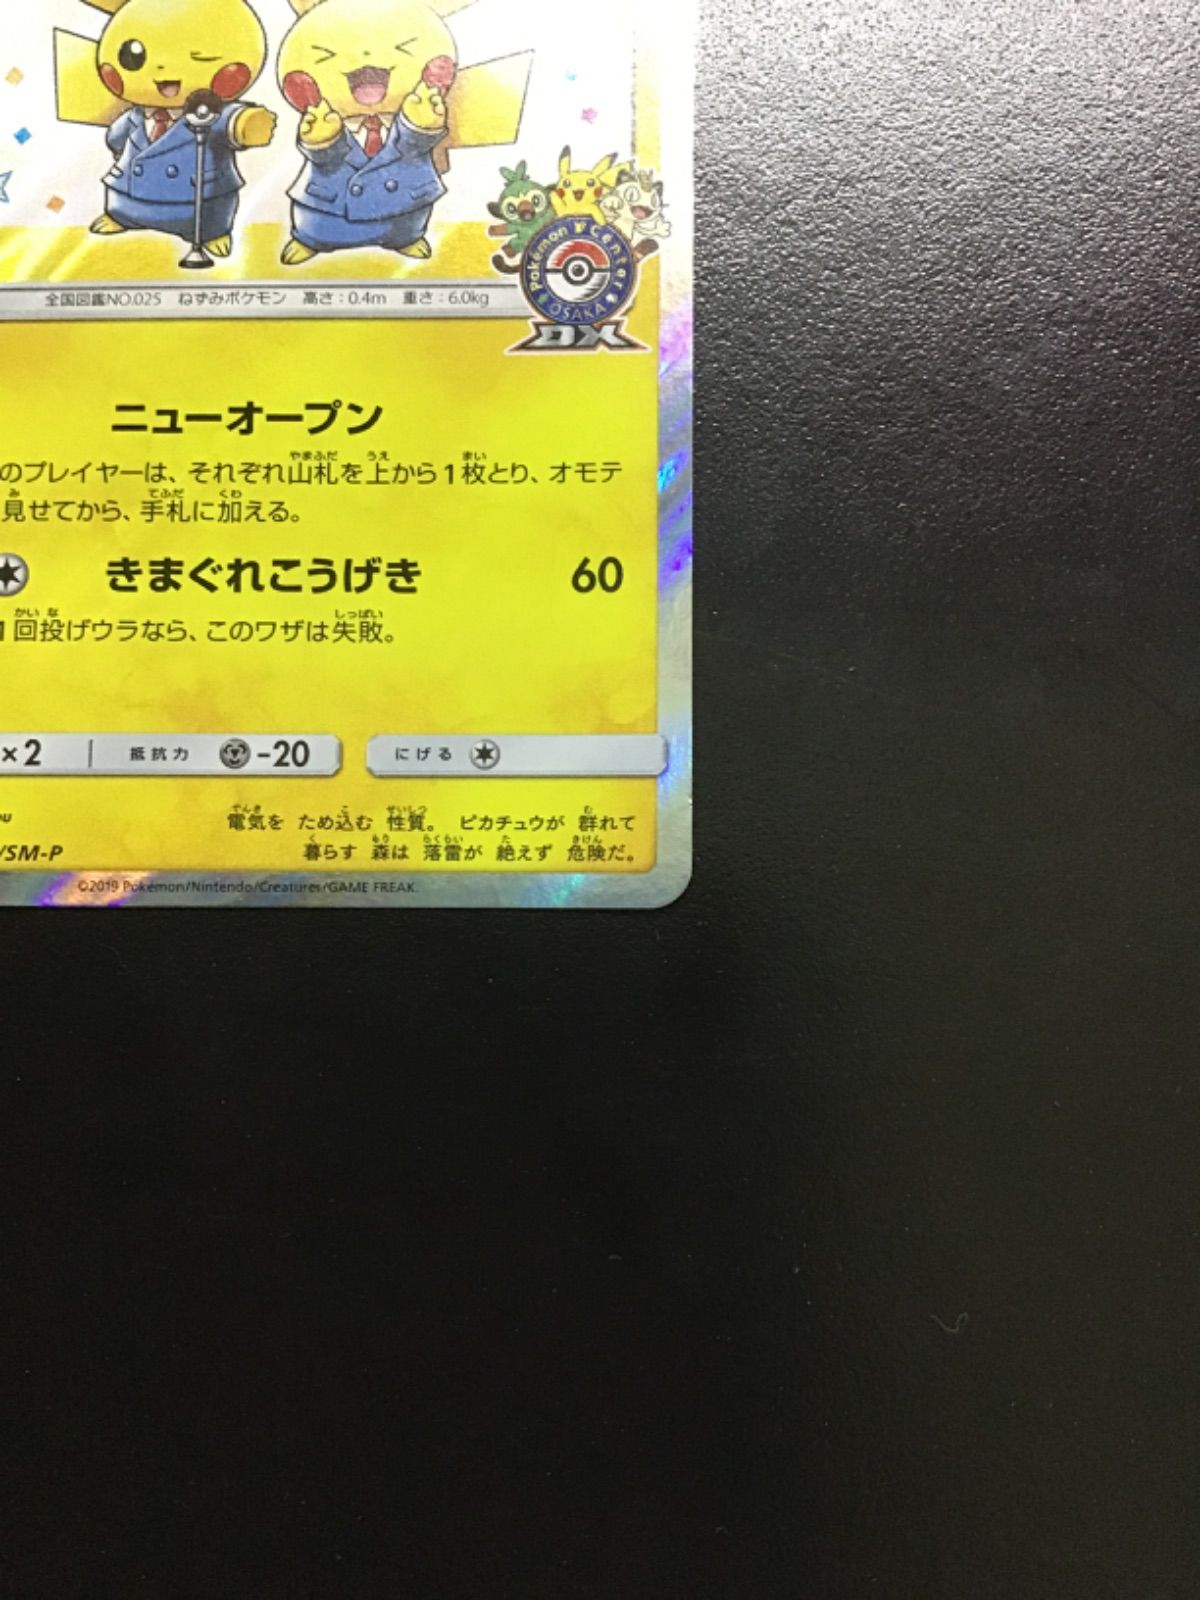 Pokémon Center
OSAKA
DX
全国図鑑NO.025 ねずみポケモン 高さ:0.4m 重さ:6.0kg
ニューオープン
のプレイヤーは、それぞれ山札を上から1枚とり、オモテ
見せてから、手札に加える。
きまぐれこうげき 60
回投げウラなら、このワザは失敗。
×2 抵抗力 -20 にげる
電気を ため込む 性質。 ピカチュウが 群れて
/SM-P 暮らす 森は 落雷が 絶えず 危険だ。
©2019 Pokémon/Nintendo/Creatures/GAME FREAK.